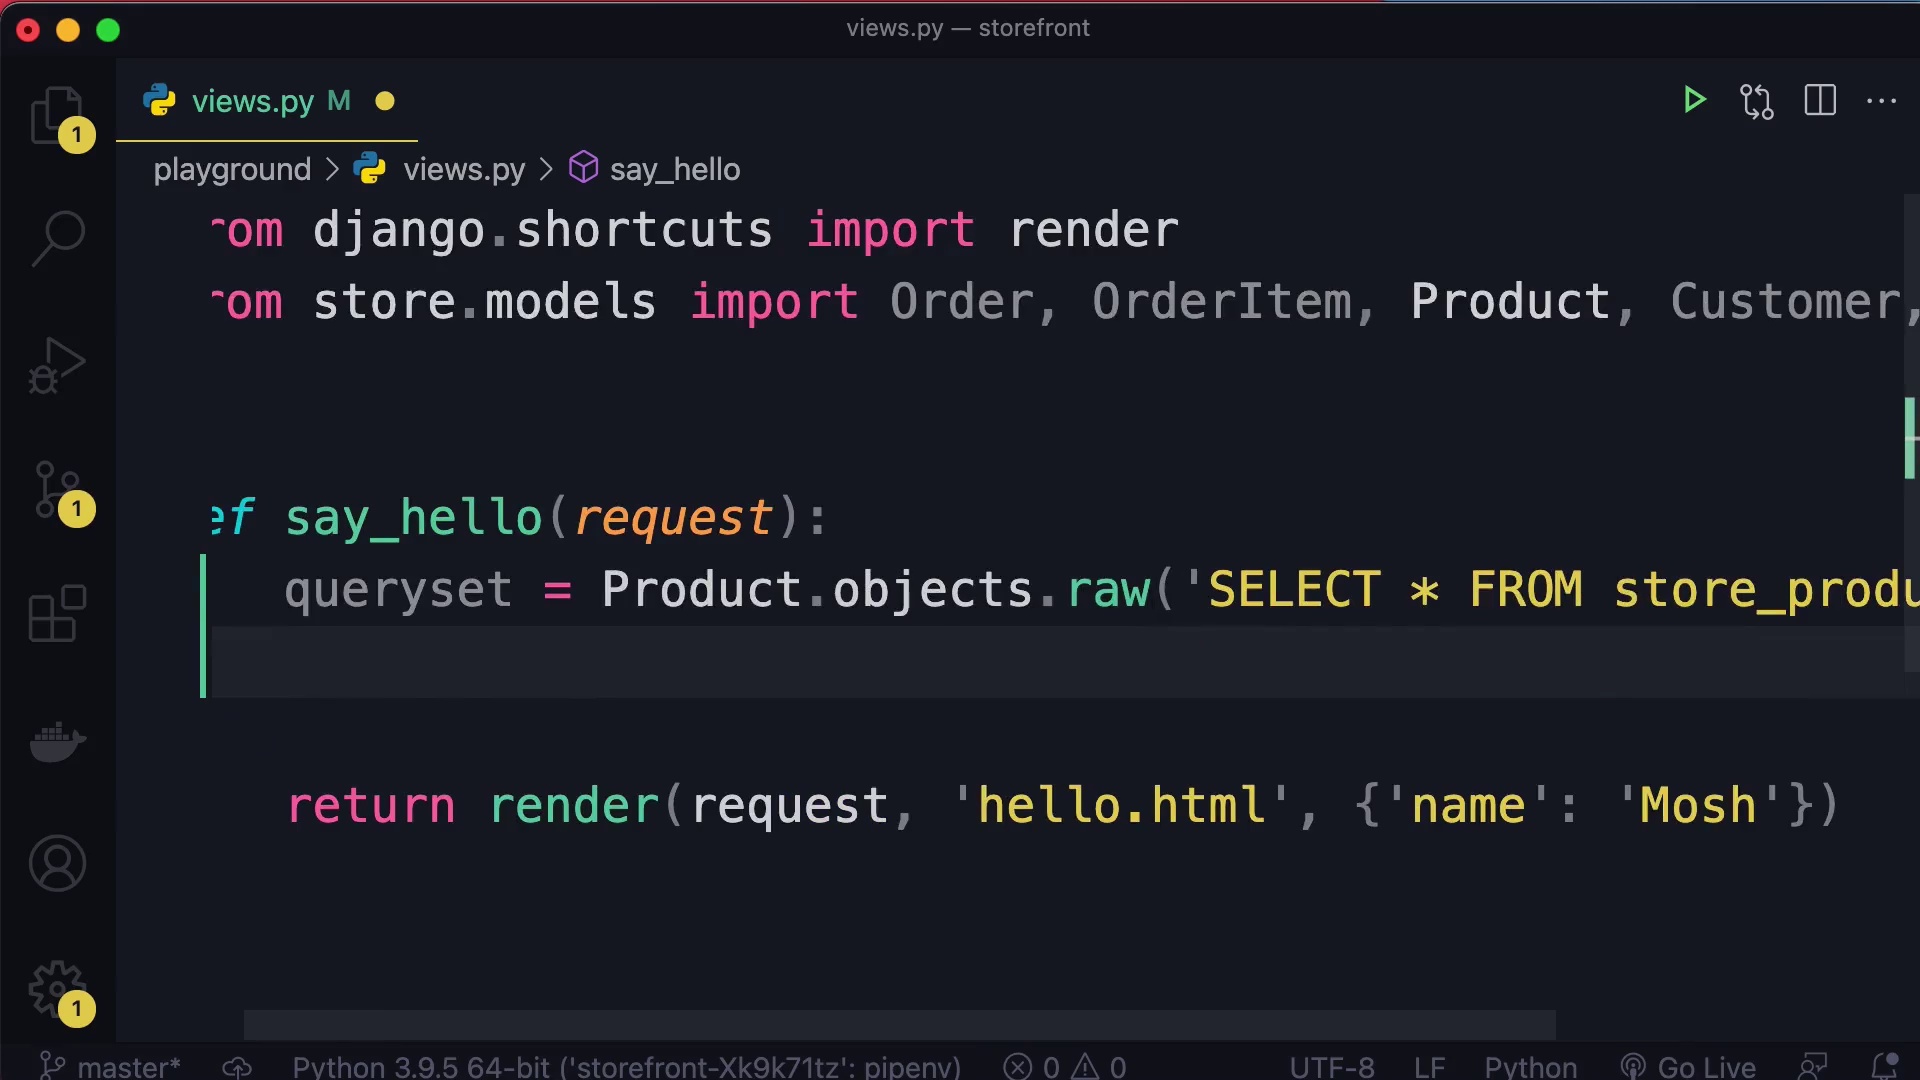 views.py — storefront
views.py M
1
playground > views.py > say_hello
rom django.shortcuts import render
rom store.models import Order, OrderItem, Product, Customer,
ef say_hello(request):
1
queryset = Product.objects.raw('SELECT * FROM store_produ
return render(request, 'hello.html', {'name': 'Mosh'})
1
master* Python 3.9.5 64-bit ('storefront-Xk9k71tz': pipenv) 0 0 UTF-8 LF Python Go Live